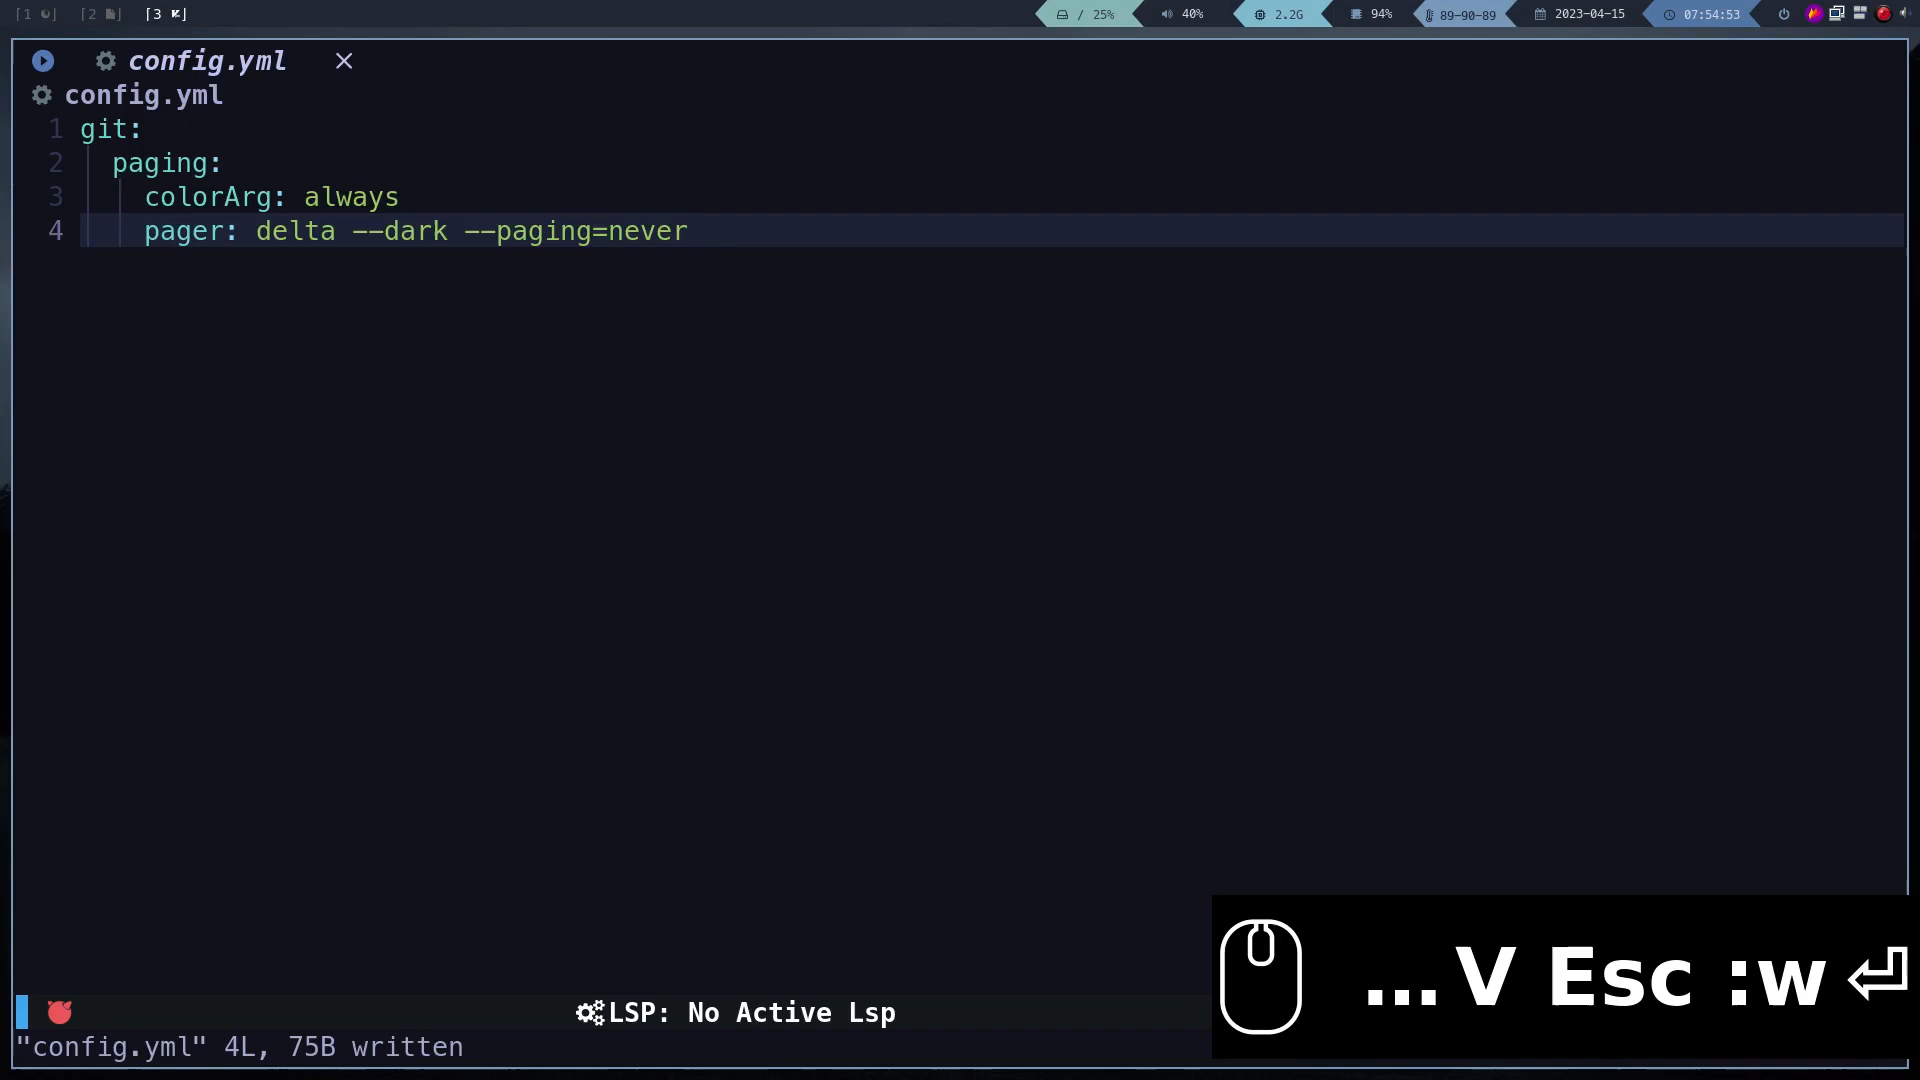 [1 ]
[2 ]
[3 ]
/ 25%
40%
2.2G
94%
89-90-89
2023-04-15
07:54:53
config.yml
config.yml
1 git:
2 paging:
3 colorArg: always
4 pager: delta --dark --paging=never
LSP: No Active Lsp
"config.yml" 4L, 75B written
...V Esc :w ⏎